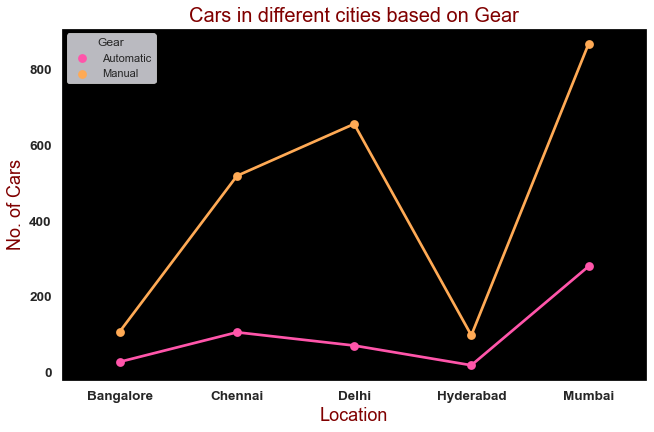 Cars in different cities based on Gear
Gear
Automatic
Manual
800
600
400
200
0
No. of Cars
Bangalore Chennai Delhi Hyderabad Mumbai
Location